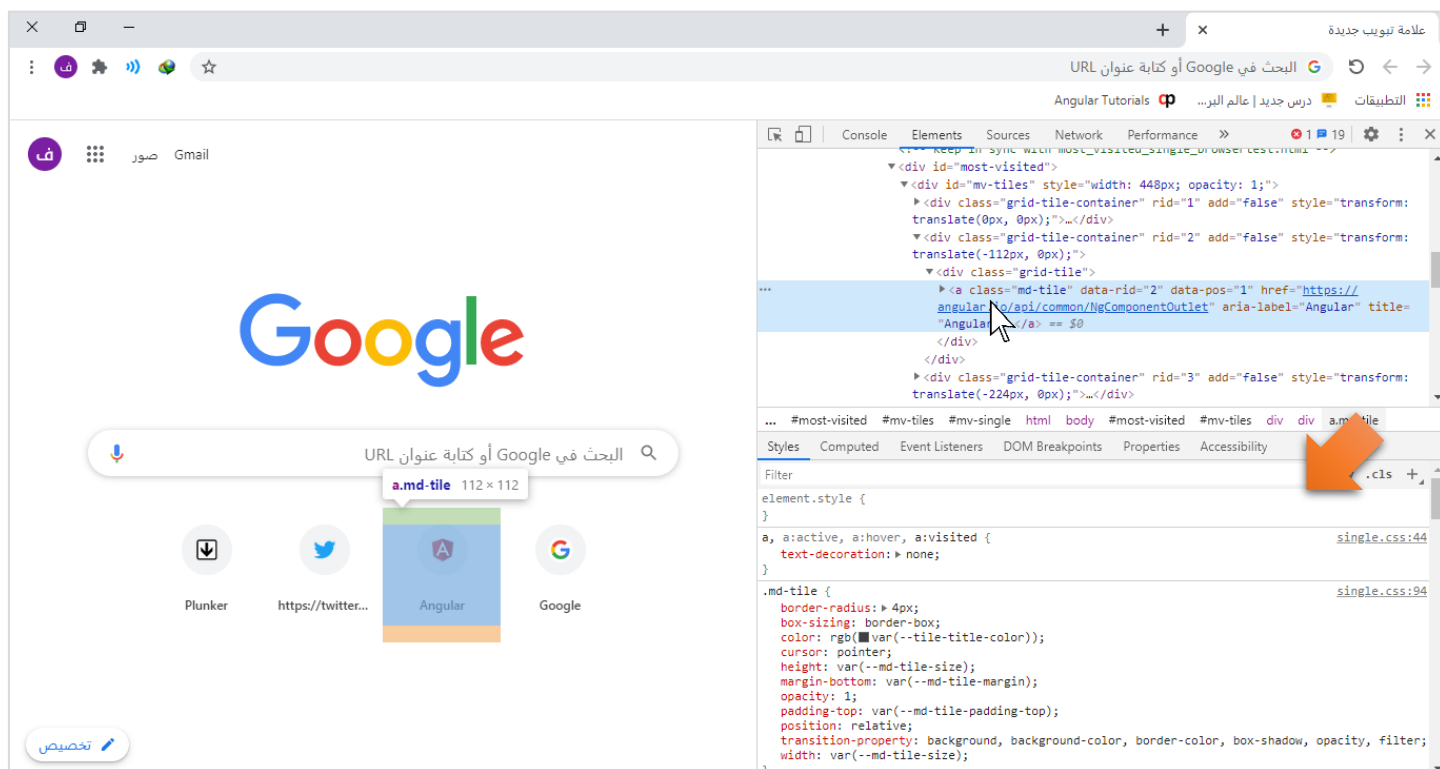 علامة تبويب جديدة
البحث في Google أو كتابة عنوان URL
ف
التطبيقات
درس جديد | عالم البر...
Angular Tutorials
ف
صور
Gmail
Google
البحث في Google أو كتابة عنوان URL
a.md-tile 112 × 112
Plunker
https://twitter...
Angular
Google
تخصيص
Console Elements Sources Network Performance » 1 19
<!-- Keep in sync with most_visited_single_browsertest.html -->
▼<div id="most-visited">
▼<div id="mv-tiles" style="width: 448px; opacity: 1;">
▶<div class="grid-tile-container" rid="1" add="false" style="transform:
translate(0px, 0px);">…</div>
▼<div class="grid-tile-container" rid="2" add="false" style="transform:
translate(-112px, 0px);">
▼<div class="grid-tile">
▶<a class="md-tile" data-rid="2" data-pos="1" href="https://
angular.io/api/common/NgComponentOutlet" aria-label="Angular" title=
"Angular </a> == $0
</div>
</div>
▶<div class="grid-tile-container" rid="3" add="false" style="transform:
translate(-224px, 0px);">…</div>
... #most-visited #mv-tiles #mv-single html body #most-visited #mv-tiles div div a.md-tile
Styles Computed Event Listeners DOM Breakpoints Properties Accessibility
Filter .cls +
element.style {
}
a, a:active, a:hover, a:visited { single.css:44
text-decoration: ▶ none;
}
.md-tile { single.css:94
border-radius: ▶ 4px;
box-sizing: border-box;
color: rgb(var(--tile-title-color));
cursor: pointer;
height: var(--md-tile-size);
margin-bottom: var(--md-tile-margin);
opacity: 1;
padding-top: var(--md-tile-padding-top);
position: relative;
transition-property: background, background-color, border-color, box-shadow, opacity, filter;
width: var(--md-tile-size);